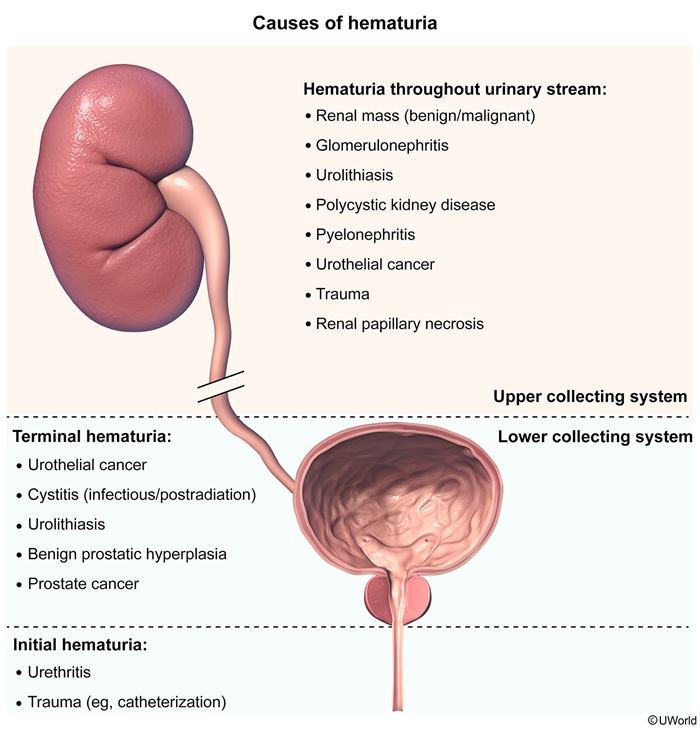 Causes of hematuria
Hematuria throughout urinary stream:
• Renal mass (benign/malignant)
• Glomerulonephritis
• Urolithiasis
• Polycystic kidney disease
• Pyelonephritis
• Urothelial cancer
• Trauma
• Renal papillary necrosis
Upper collecting system
Lower collecting system
Terminal hematuria:
• Urothelial cancer
• Cystitis (infectious/postradiation)
• Urolithiasis
• Benign prostatic hyperplasia
• Prostate cancer
Initial hematuria:
• Urethritis
• Trauma (eg, catheterization)
©UWorld